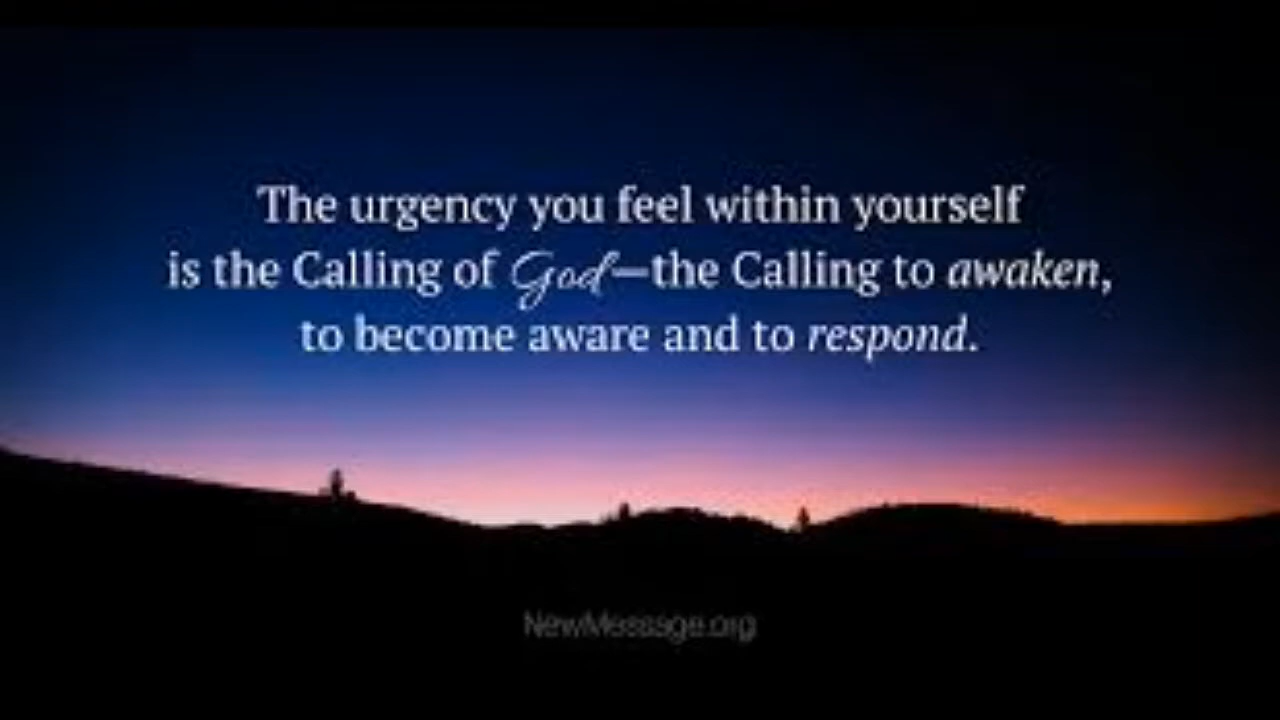 The urgency you feel within yourself
is the Calling of God—the Calling to awaken,
to become aware and to respond.
NewMessage.org